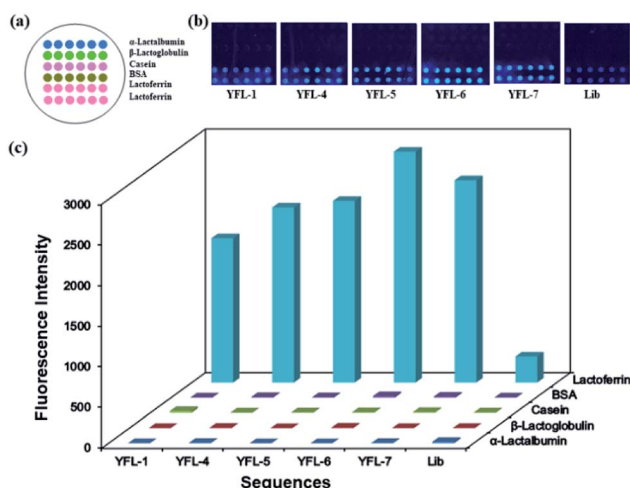 (a)
α-Lactalbumin
β-Lactoglobulin
Casein
BSA
Lactoferrin
Lactoferrin
(b)
YFL-1 YFL-4 YFL-5 YFL-6 YFL-7 Lib
(c)
Fluorescence Intensity
3000
2500
2000
1500
1000
500
0
Lactoferrin
BSA
Casein
β-Lactoglobulin
α-Lactalbumin
YFL-1 YFL-4 YFL-5 YFL-6 YFL-7 Lib
Sequences